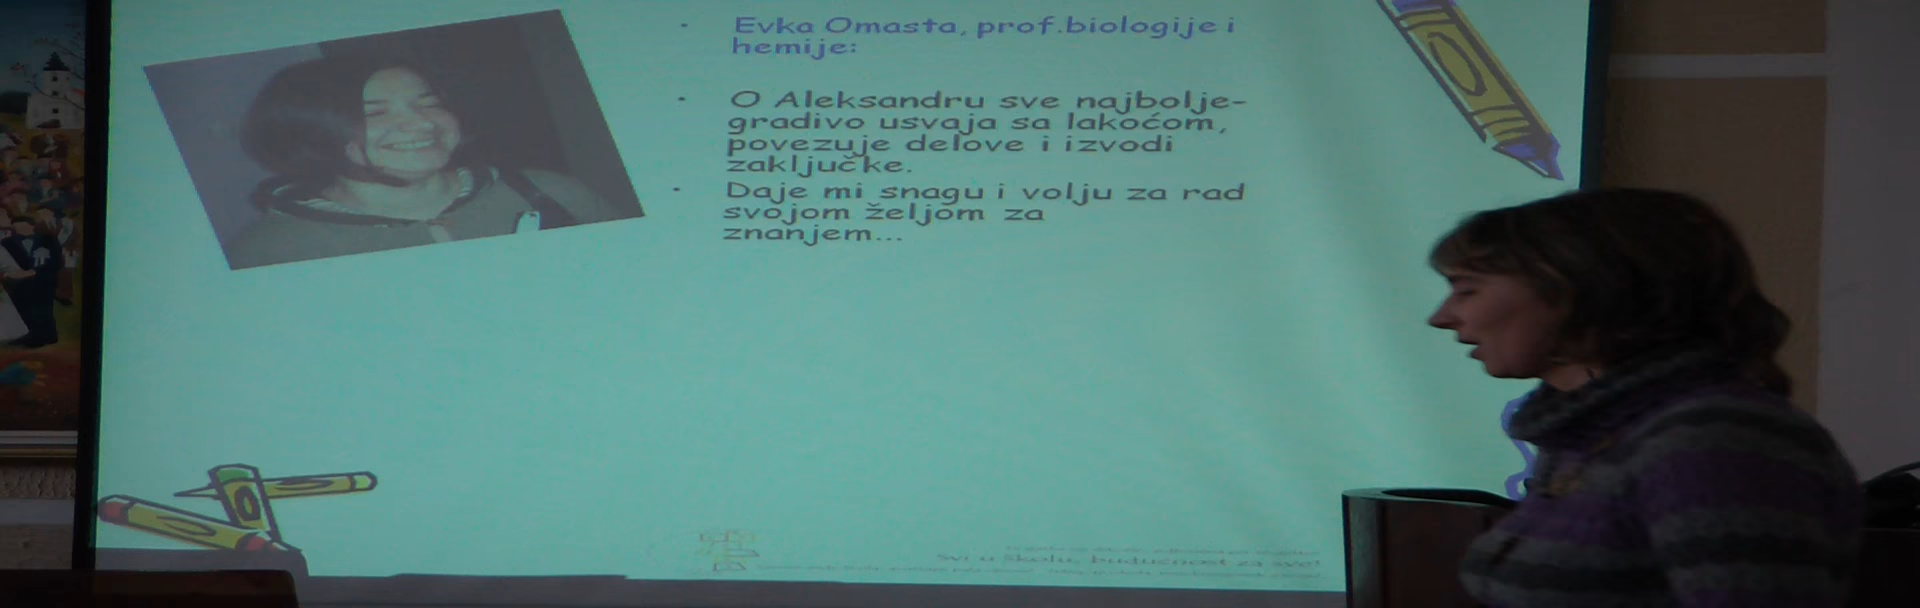 Evka Omasta, prof.biologije i
hemije:
O Aleksandru sve najbolje-
gradivo usvaja sa lakoćom,
povezuje delove i izvodi
zaključke.
Daje mi snagu i volju za rad
svojom željom za
znanjem...
Svi u školu, budućnost za sve!